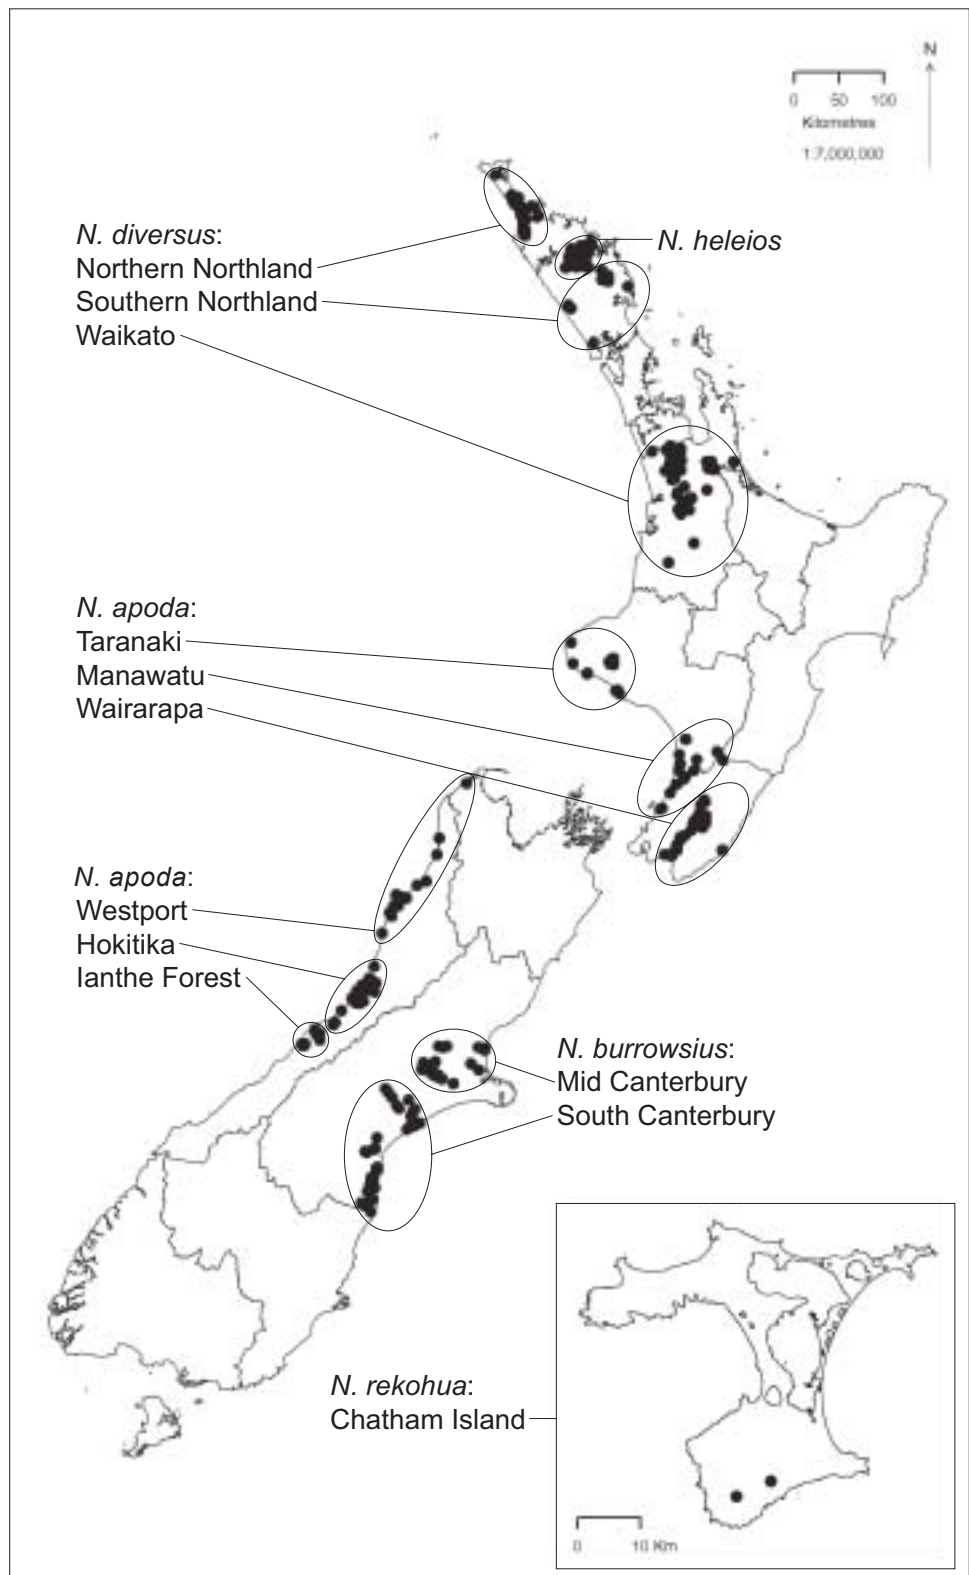 N
0 50 100
Kilometres
1:7,000,000
N. diversus:
Northern Northland
Southern Northland
Waikato
N. heleios
N. apoda:
Taranaki
Manawatu
Wairarapa
N. apoda:
Westport
Hokitika
Ianthe Forest
N. burrowsius:
Mid Canterbury
South Canterbury
N. rekohua:
Chatham Island
0 10 Km